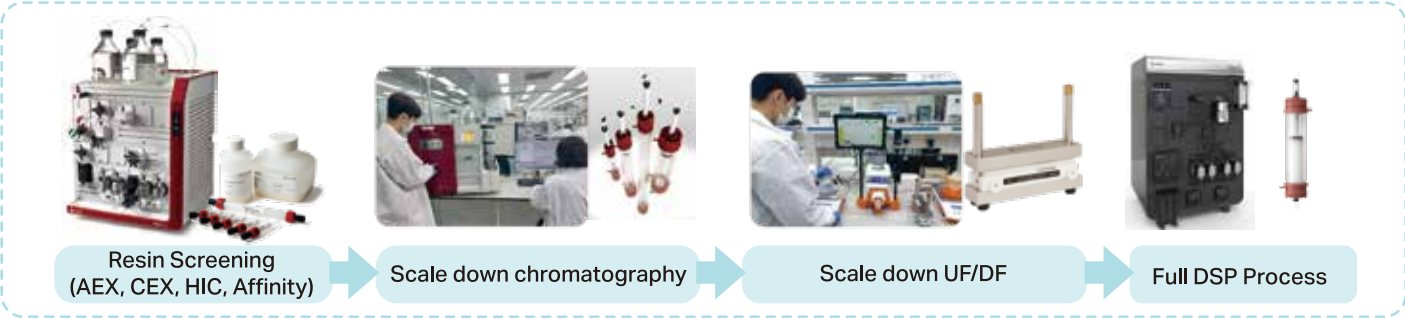 Resin Screening
(AEX, CEX, HIC, Affinity)
Scale down chromatography
Scale down UF/DF
Full DSP Process